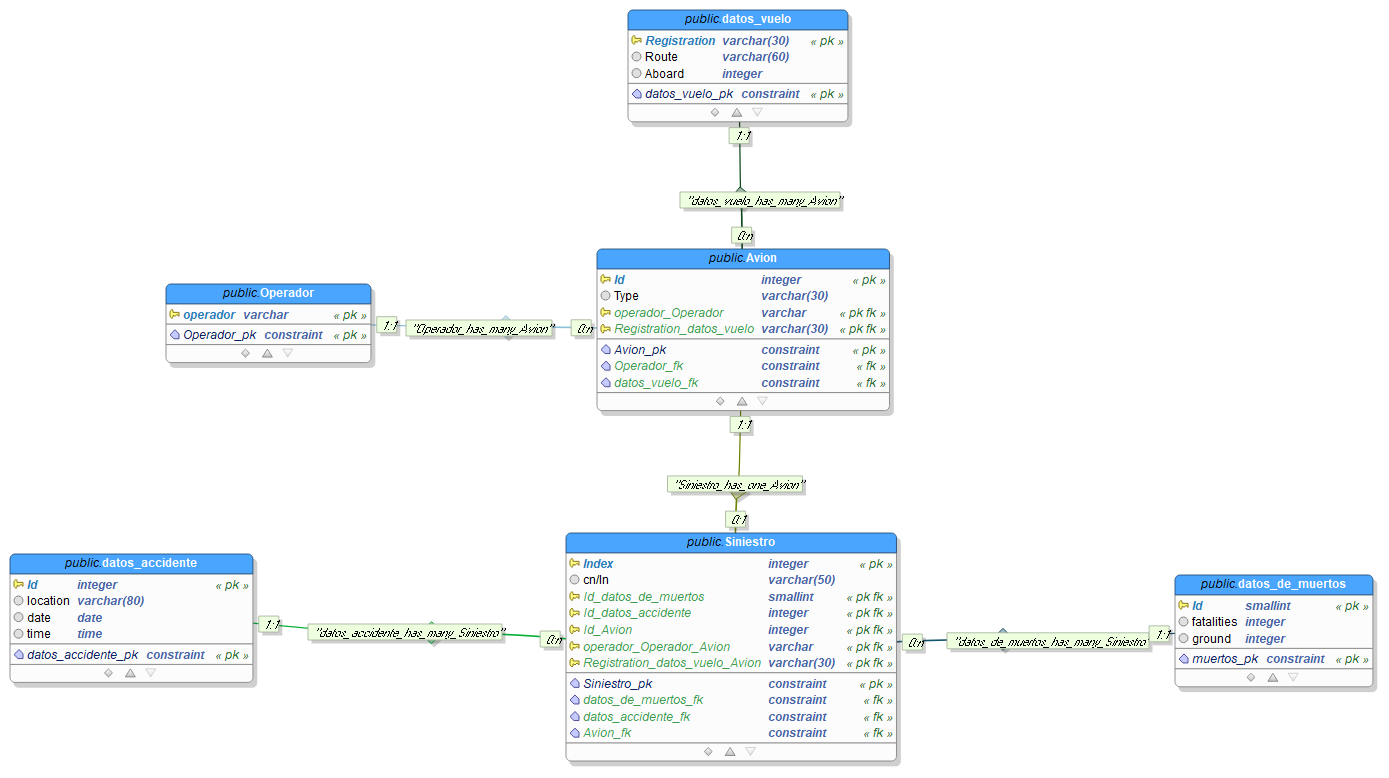 public.datos_vuelo
Registration varchar(30) « pk »
Route varchar(60)
Aboard integer
datos_vuelo_pk constraint « pk »
1:1
"datos_vuelo_has_many_Avion"
0:n
public.Avion
Id integer « pk »
Type varchar(30)
operador_Operador varchar « pk fk »
Registration_datos_vuelo varchar(30) « pk fk »
Avion_pk constraint « pk »
Operador_fk constraint « fk »
datos_vuelo_fk constraint « fk »
public.Operador
operador varchar « pk »
Operador_pk constraint « pk »
1:1
"Operador_has_many_Avion"
0:n
1:1
"Siniestro_has_one_Avion"
0:1
public.Siniestro
Index integer « pk »
cn/In varchar(50)
Id_datos_de_muertos smallint « pk fk »
Id_datos_accidente integer « pk fk »
Id_Avion integer « pk fk »
operador_Operador_Avion varchar « pk fk »
Registration_datos_vuelo_Avion varchar(30) « pk fk »
Siniestro_pk constraint « pk »
datos_de_muertos_fk constraint « fk »
datos_accidente_fk constraint « fk »
Avion_fk constraint « fk »
public.datos_accidente
Id integer « pk »
location varchar(80)
date date
time time
datos_accidente_pk constraint « pk »
1:1
"datos_accidente_has_many_Siniestro"
0:n
0:n
"datos_de_muertos_has_many_Siniestro
1:1
public.datos_de_muertos
Id smallint « pk »
fatalities integer
ground integer
muertos_pk constraint « pk »